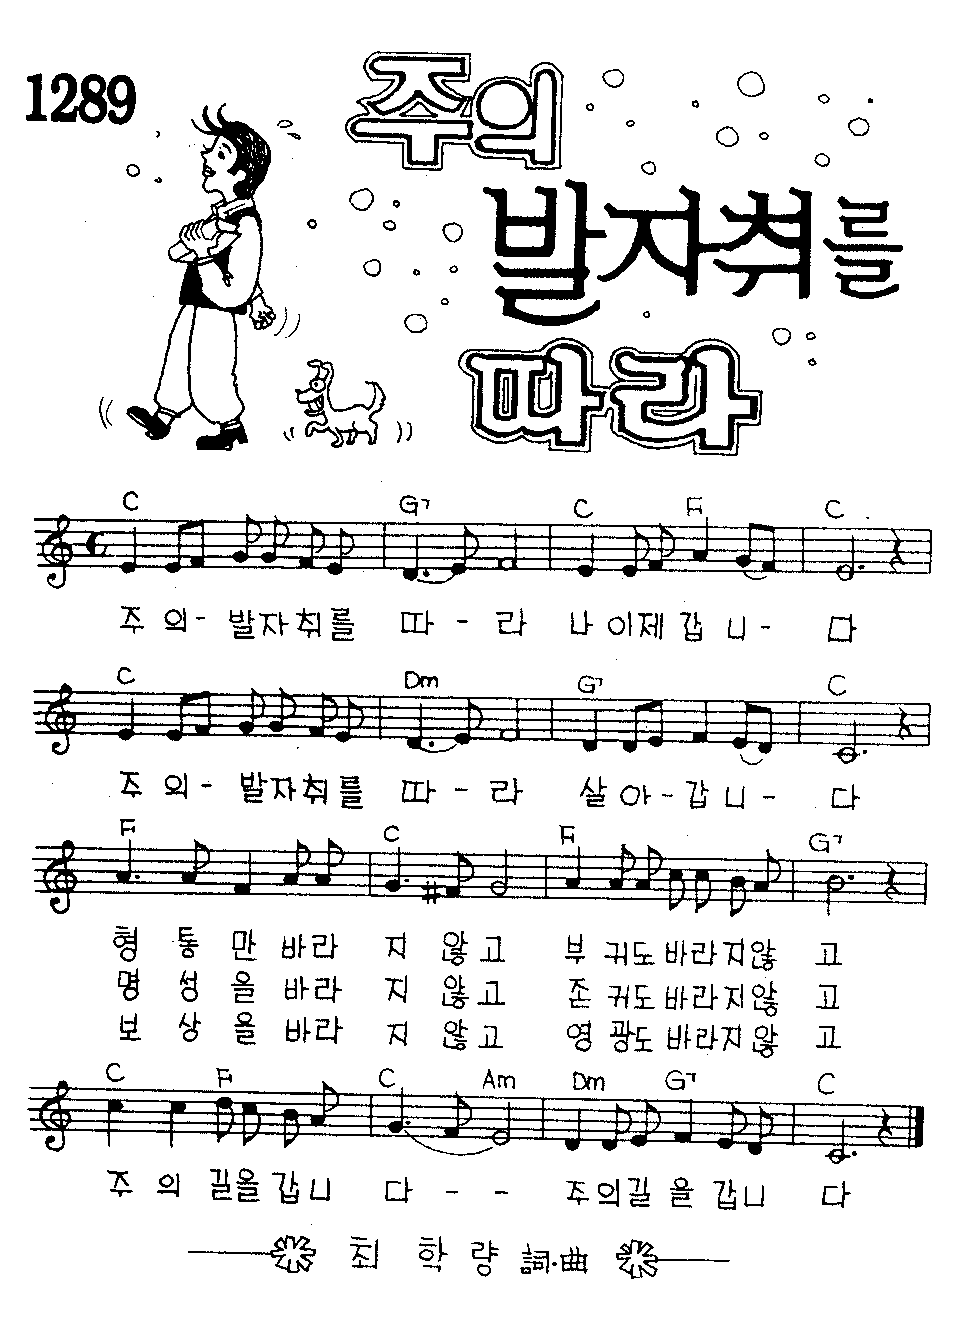 1289
주의
발자취를
따라
C G7 C F C
주 의- 발자취를 따 - 라 나 이제 갑 니 - 다
C Dm G7 C
주 의 - 발자취를 따 - 라 살 아 - 갑 니 - 다
F C F G7
형 통 만 바라 지 않고 부 귀도 바라지않 고
명 성 을 바라 지 않고 존 귀도 바라지않 고
보 상 을 바라 지 않고 영 광도 바라지않 고
C F C Am Dm G7 C
주 의 길을 갑 니 다 - - 주의길 을 갑니 다
최 학 량 詞·曲